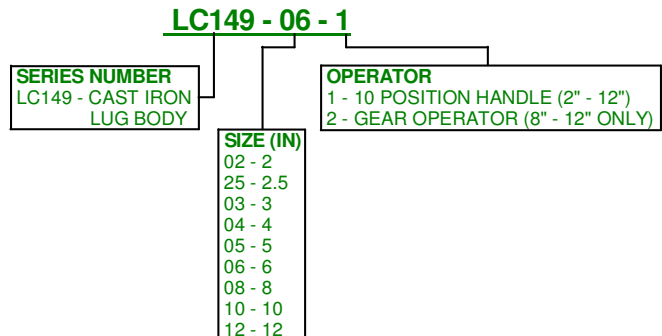 LC149 - 06 - 1
SERIES NUMBER
LC149 - CAST IRON
LUG BODY
OPERATOR
1 - 10 POSITION HANDLE (2" - 12")
2 - GEAR OPERATOR (8" - 12" ONLY)
SIZE (IN)
02 - 2
25 - 2.5
03 - 3
04 - 4
05 - 5
06 - 6
08 - 8
10 - 10
12 - 12